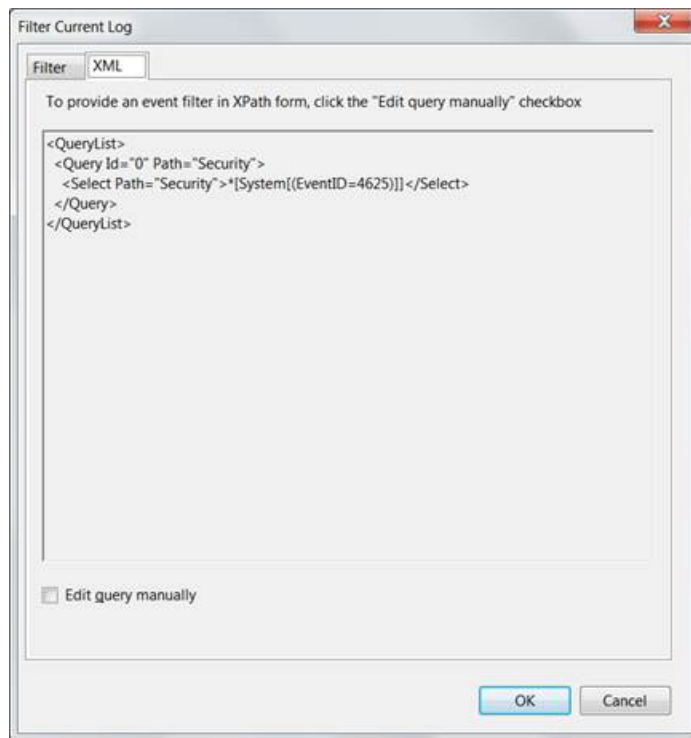 Filter Current Log
Filter XML
To provide an event filter in XPath form, click the "Edit query manually" checkbox
<QueryList>
  <Query Id="0" Path="Security">
    <Select Path="Security">*[System[(EventID=4625)]]</Select>
  </Query>
</QueryList>
Edit query manually
OK Cancel